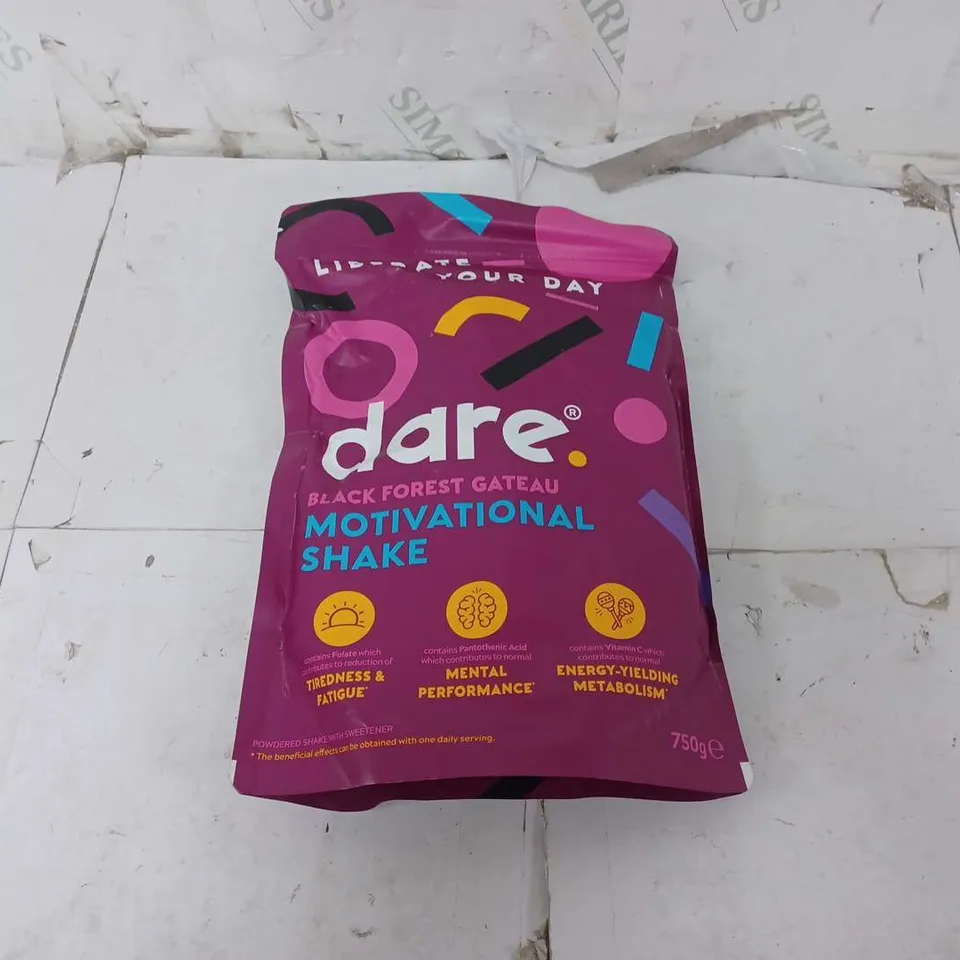 LIBERATE
YOUR DAY
dare.®
BLACK FOREST GATEAU
MOTIVATIONAL
SHAKE
contains Folate which
contributes to reduction of
TIREDNESS &
FATIGUE*
contains Pantothenic Acid
which contributes to normal
MENTAL
PERFORMANCE*
contains Vitamin C which
contributes to normal
ENERGY-YIELDING
METABOLISM*
POWDERED SHAKE WITH SWEETENER
* The beneficial effects can be obtained with one daily serving.
750g℮